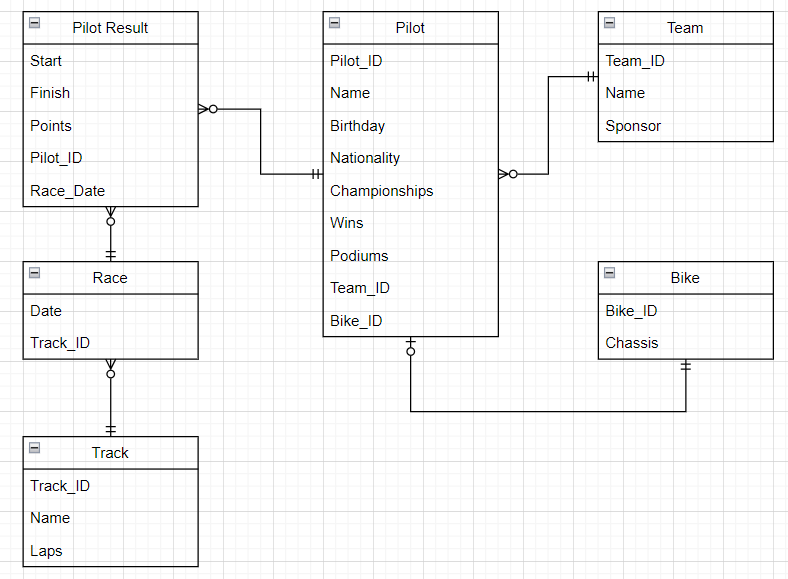 Pilot Result
Start
Finish
Points
Pilot_ID
Race_Date
Pilot
Pilot_ID
Name
Birthday
Nationality
Championships
Wins
Podiums
Team_ID
Bike_ID
Team
Team_ID
Name
Sponsor
Race
Date
Track_ID
Bike
Bike_ID
Chassis
Track
Track_ID
Name
Laps